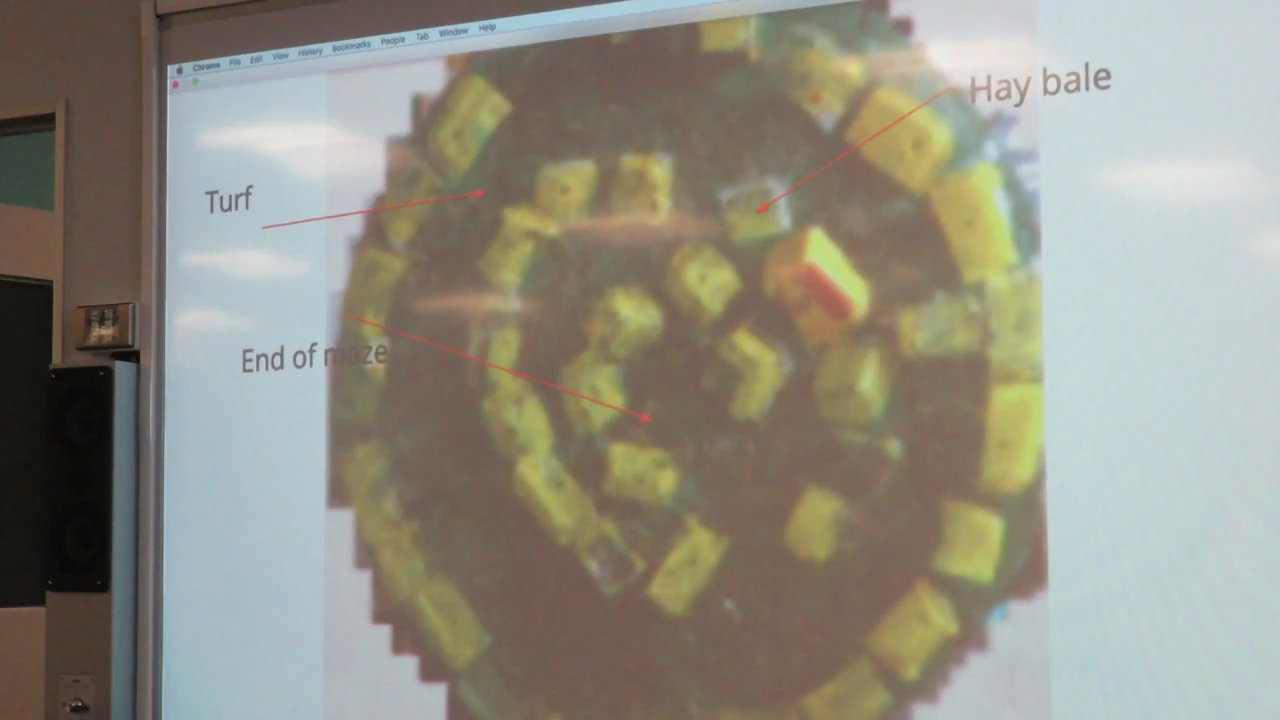 Chrome File Edit View History Bookmarks People Tab Window Help
Hay bale
Turf
End of maze